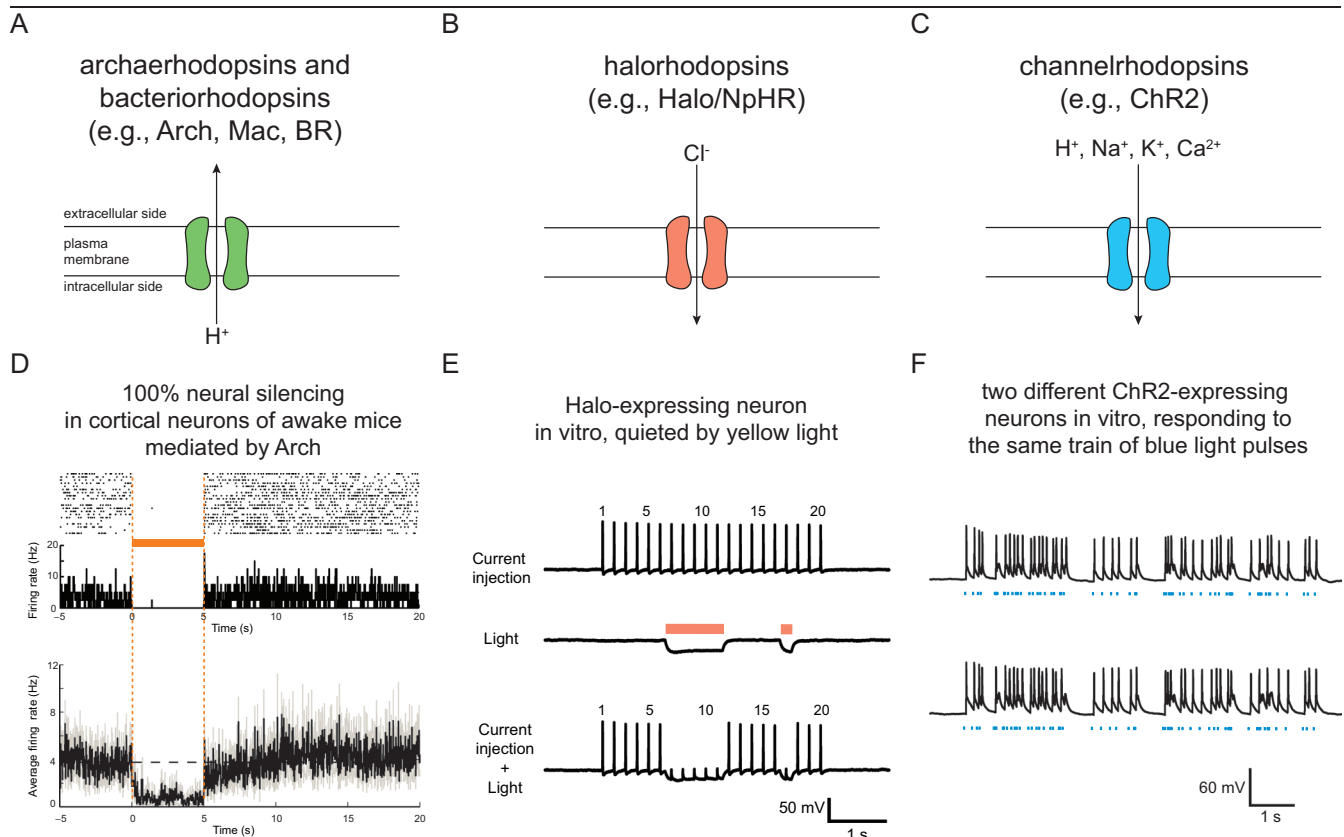 A
archaerhodopsins and
bacteriorhodopsins
(e.g., Arch, Mac, BR)
extracellular side
plasma
membrane
intracellular side
H⁺
B
halorhodopsins
(e.g., Halo/NpHR)
Cl⁻
C
channelrhodopsins
(e.g., ChR2)
H⁺, Na⁺, K⁺, Ca²⁺
D
100% neural silencing
in cortical neurons of awake mice
mediated by Arch
Firing rate (Hz)
20
10
0
–5 0 5 10 15 20
Time (s)
Average firing rate (Hz)
12
8
4
0
–5 0 5 10 15 20
Time (s)
E
Halo-expressing neuron
in vitro, quieted by yellow light
1 5 10 15 20
Current
injection
Light
1 5 10 15 20
Current
injection
+
Light
50 mV
1 s
F
two different ChR2-expressing
neurons in vitro, responding to
the same train of blue light pulses
60 mV
1 s